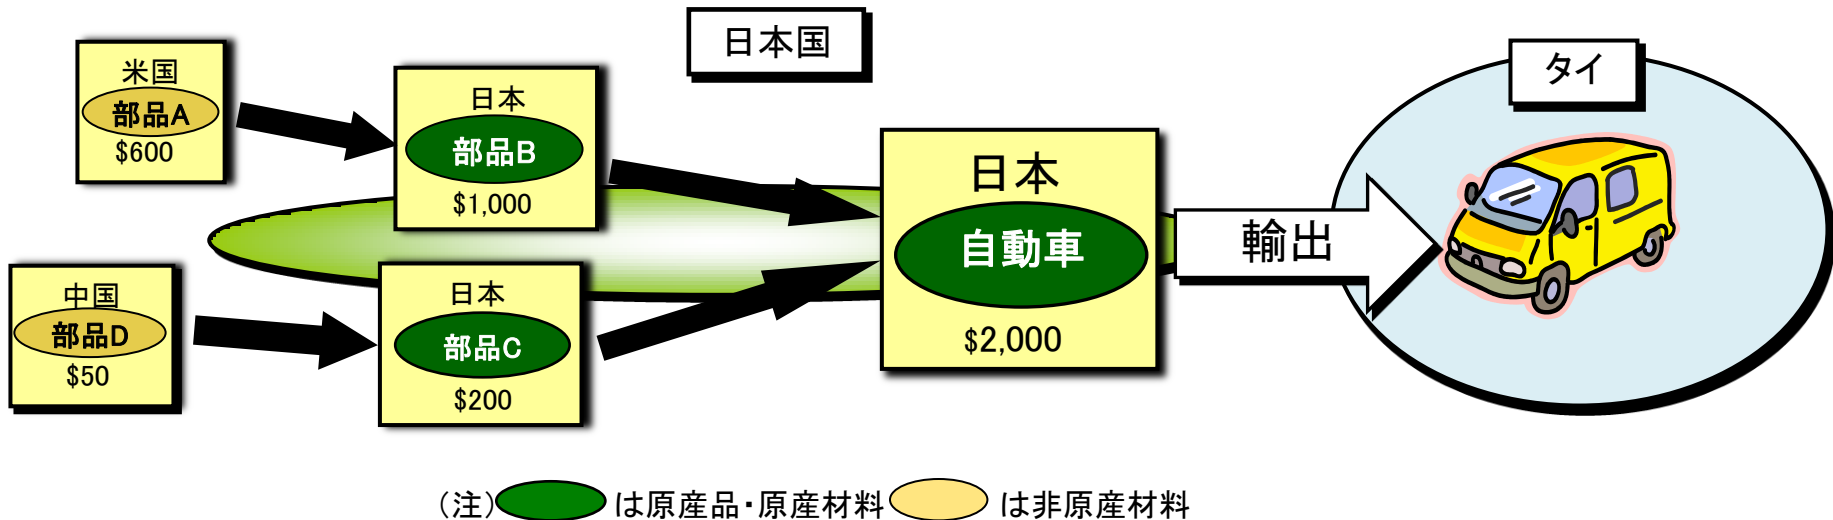 日本国
タイ
米国
部品A
$600
日本
部品B
$1,000
中国
部品D
$50
日本
部品C
$200
日本
自動車
$2,000
輸出
(注) は原産品・原産材料 は非原産材料